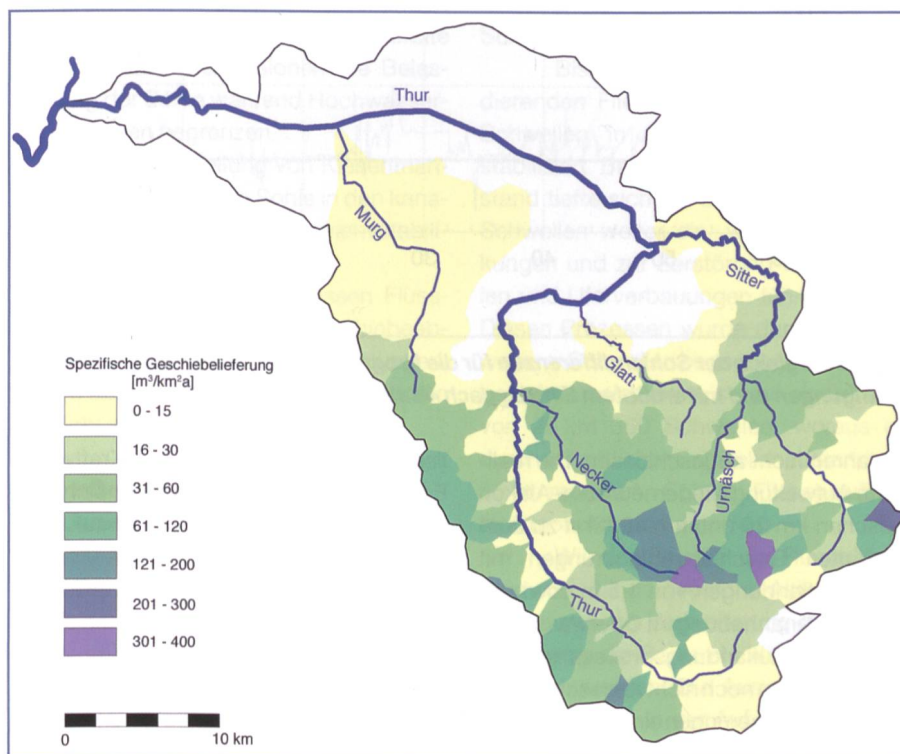 Thur
Murg
Sitter
Glatt
Necker
Urnäsch
Thur
Spezifische Geschiebelieferung
[m³/km²a]
0 - 15
16 - 30
31 - 60
61 - 120
121 - 200
201 - 300
301 - 400
0 10 km